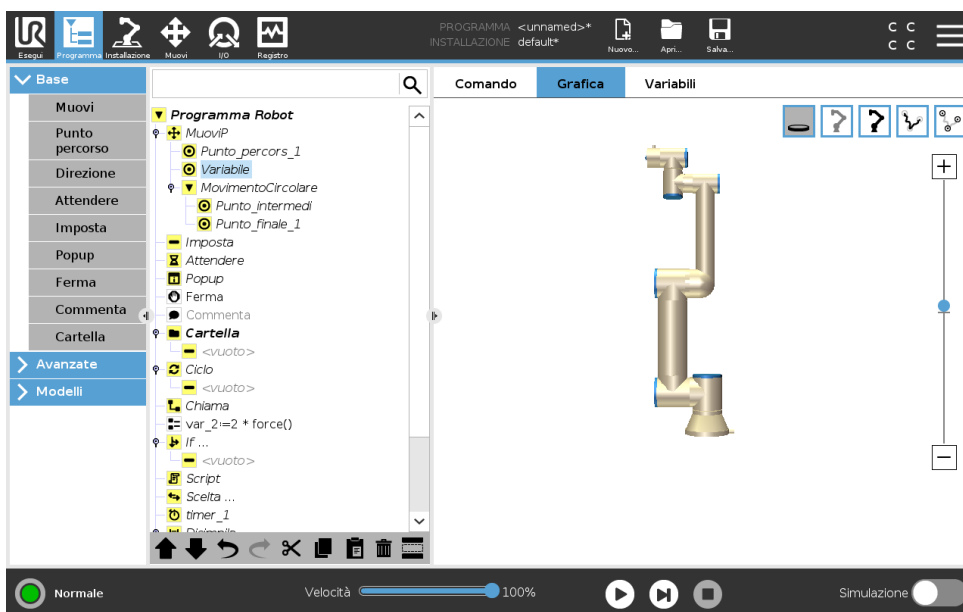 PROGRAMMA <unnamed>*
INSTALLAZIONE default*
UR
Esegui
Programma
Installazione
Muovi
I/O
Registro
Nuovo...
Apri...
Salva...
C C
C C
Base
Muovi
Punto
percorso
Direzione
Attendere
Imposta
Popup
Ferma
Commenta
Cartella
Avanzate
Modelli
Programma Robot
MuoviP
Punto_percors_1
Variabile
MovimentoCircolare
Punto_intermedi
Punto_finale_1
Imposta
Attendere
Popup
Ferma
Commenta
Cartella
<vuoto>
Ciclo
<vuoto>
Chiama
var_2:=2 * force()
If ...
<vuoto>
Script
Scelta ...
timer_1
Comando
Grafica
Variabili
Normale
Velocità
100%
Simulazione